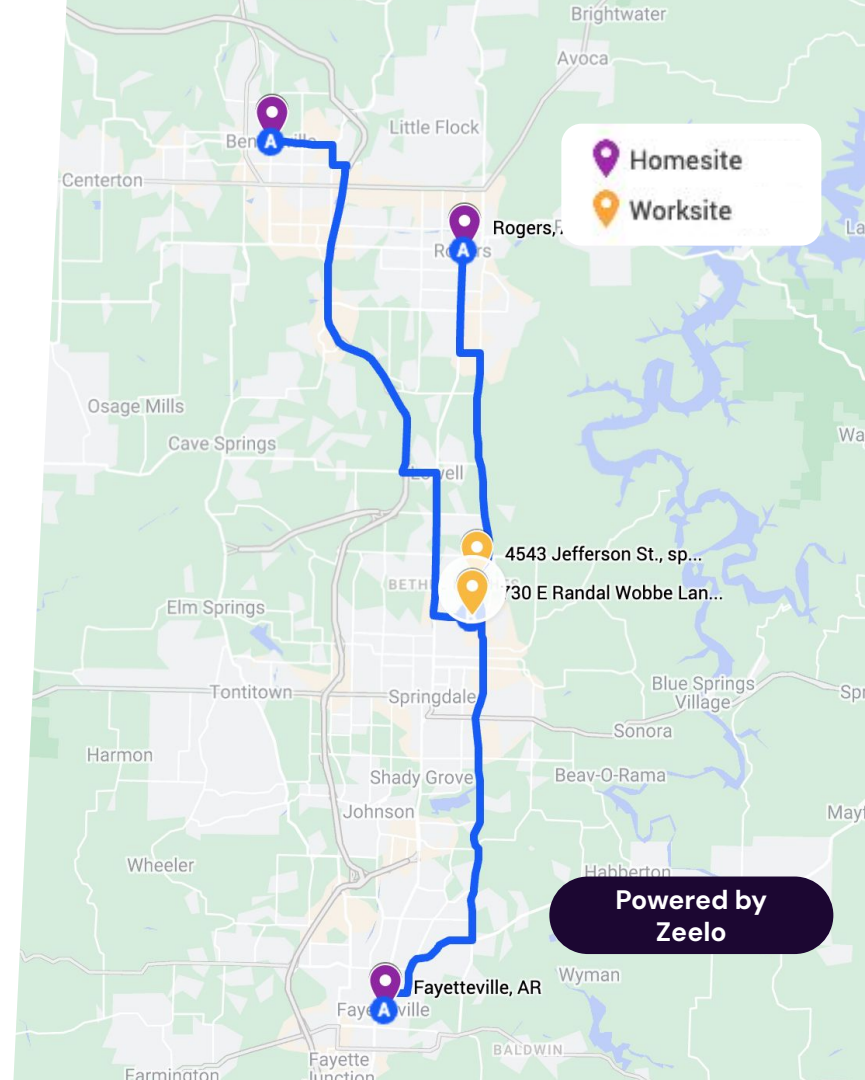 Brightwater
Avoca
Little Flock
Homesite
Centerton
Worksite
Rogers,
Osage Mills
Cave Springs
4543 Jefferson St., sp...
730 E Randal Wobbe Lan...
Elm Springs
Blue Springs
Village
Tontitown
Springdale
Sonora
Harmon
Shady Grove
Beav-O-Rama
Johnson
Wheeler
Habberton
Powered by
Zeelo
Wyman
Fayetteville, AR
BALDWIN
Fayette
Junction
Farmington
A
A
A